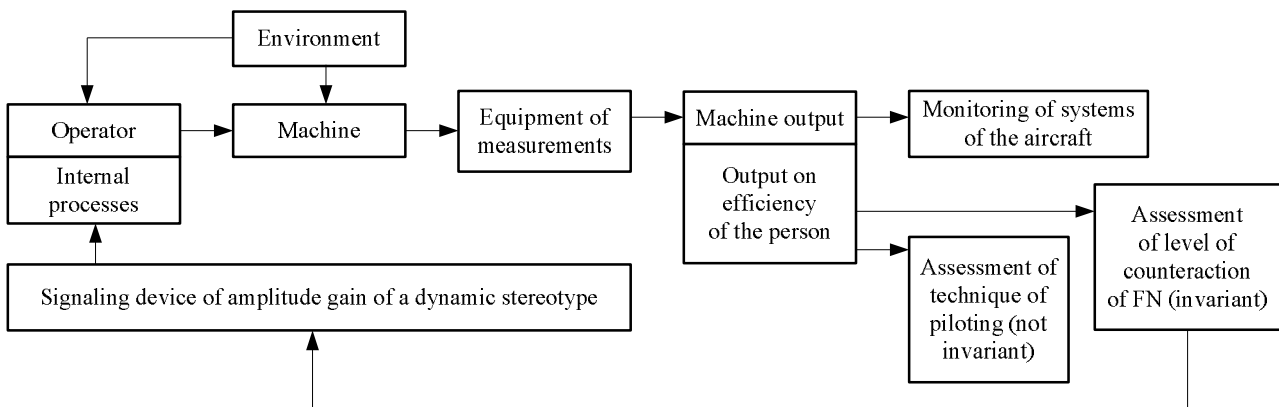 Environment
Operator
Internal
processes
Machine
Equipment of
measurements
Machine output
Output on
efficiency
of the person
Monitoring of systems
of the aircraft
Assessment of
technique of
piloting (not
invariant)
Assessment
of level of
counteraction
of FN (invariant)
Signaling device of amplitude gain of a dynamic stereotype